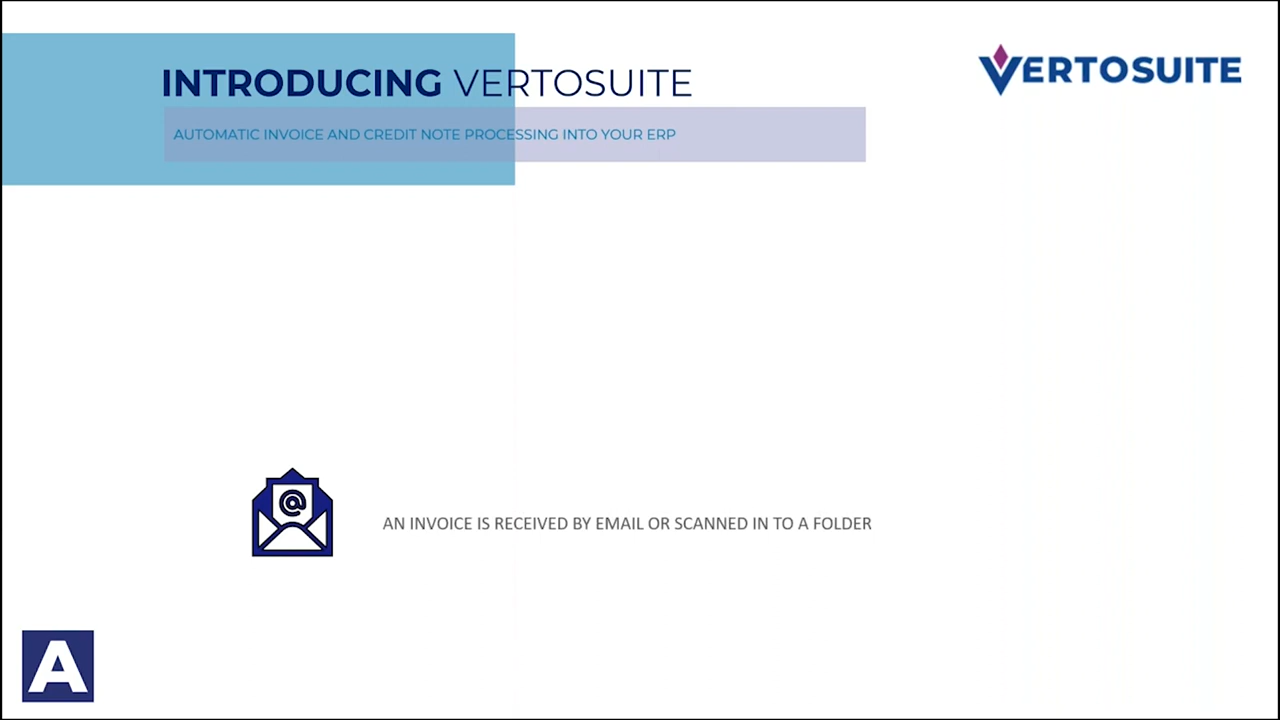 INTRODUCING VERTOSUITE
VERTOSUITE
AUTOMATIC INVOICE AND CREDIT NOTE PROCESSING INTO YOUR ERP
@
AN INVOICE IS RECEIVED BY EMAIL OR SCANNED IN TO A FOLDER
A